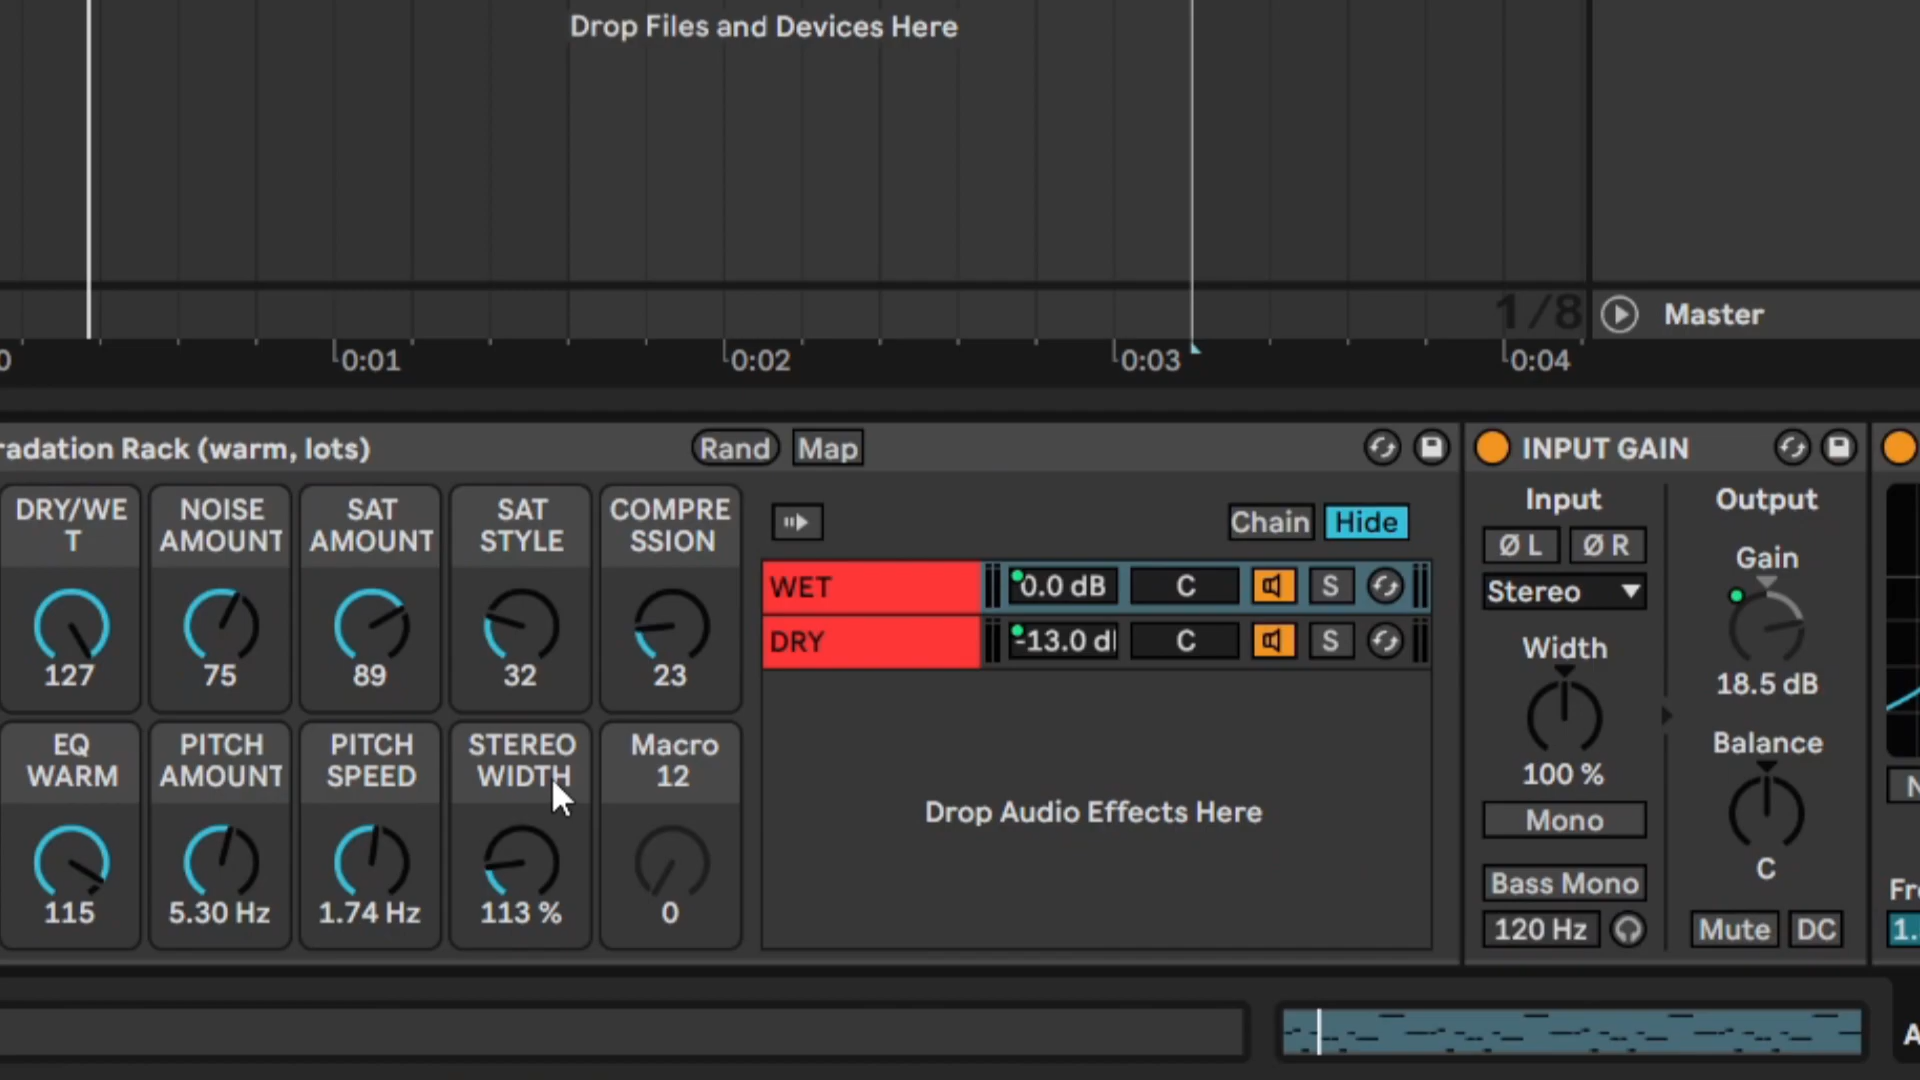 Drop Files and Devices Here
1/8
Master
0
0:01
0:02
0:03
0:04
radation Rack (warm, lots)
Rand
Map
INPUT GAIN
DRY/WE
T
NOISE
AMOUNT
SAT
AMOUNT
SAT
STYLE
COMPRE
SSION
127
75
89
32
23
EQ
WARM
PITCH
AMOUNT
PITCH
SPEED
STEREO
WIDTH
Macro
12
115
5.30 Hz
1.74 Hz
113 %
0
Chain
Hide
WET
0.0 dB
C
S
DRY
-13.0 d
C
S
Drop Audio Effects Here
Input
Ø L
Ø R
Stereo
Width
100 %
Mono
Bass Mono
120 Hz
Output
Gain
18.5 dB
Balance
C
Mute
DC
Fr
1.